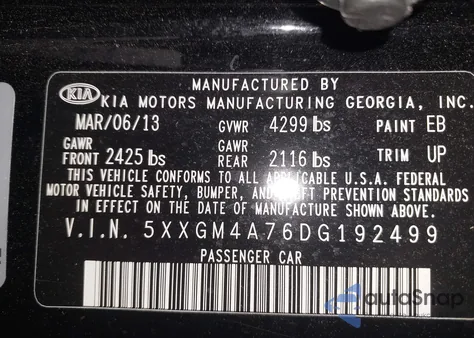 MANUFACTURED BY
KIA KIA MOTORS MANUFACTURING GEORGIA, INC.
MAR/06/13 GVWR 4299 lbs PAINT EB
GAWR FRONT 2425 lbs GAWR REAR 2116 lbs TRIM UP
THIS VEHICLE CONFORMS TO ALL APPLICABLE U.S.A. FEDERAL
MOTOR VEHICLE SAFETY, BUMPER, AND THEFT PREVENTION STANDARDS
IN EFFECT ON THE DATE OF MANUFACTURE SHOWN ABOVE.
V.I.N. 5XXGM4A76DG192499
PASSENGER CAR
autoSnap